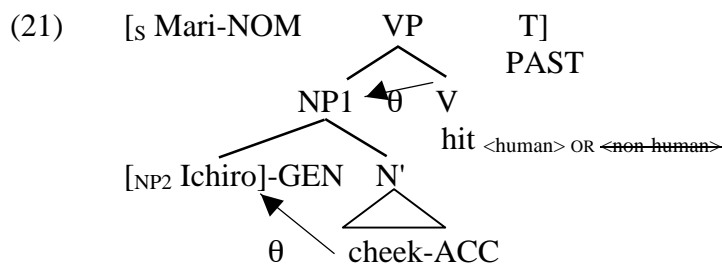 (21) [S Mari-NOM VP T]
PAST
NP1 θ V
hit <human> OR <non-human>
[NP2 Ichiro]-GEN N'
θ cheek-ACC